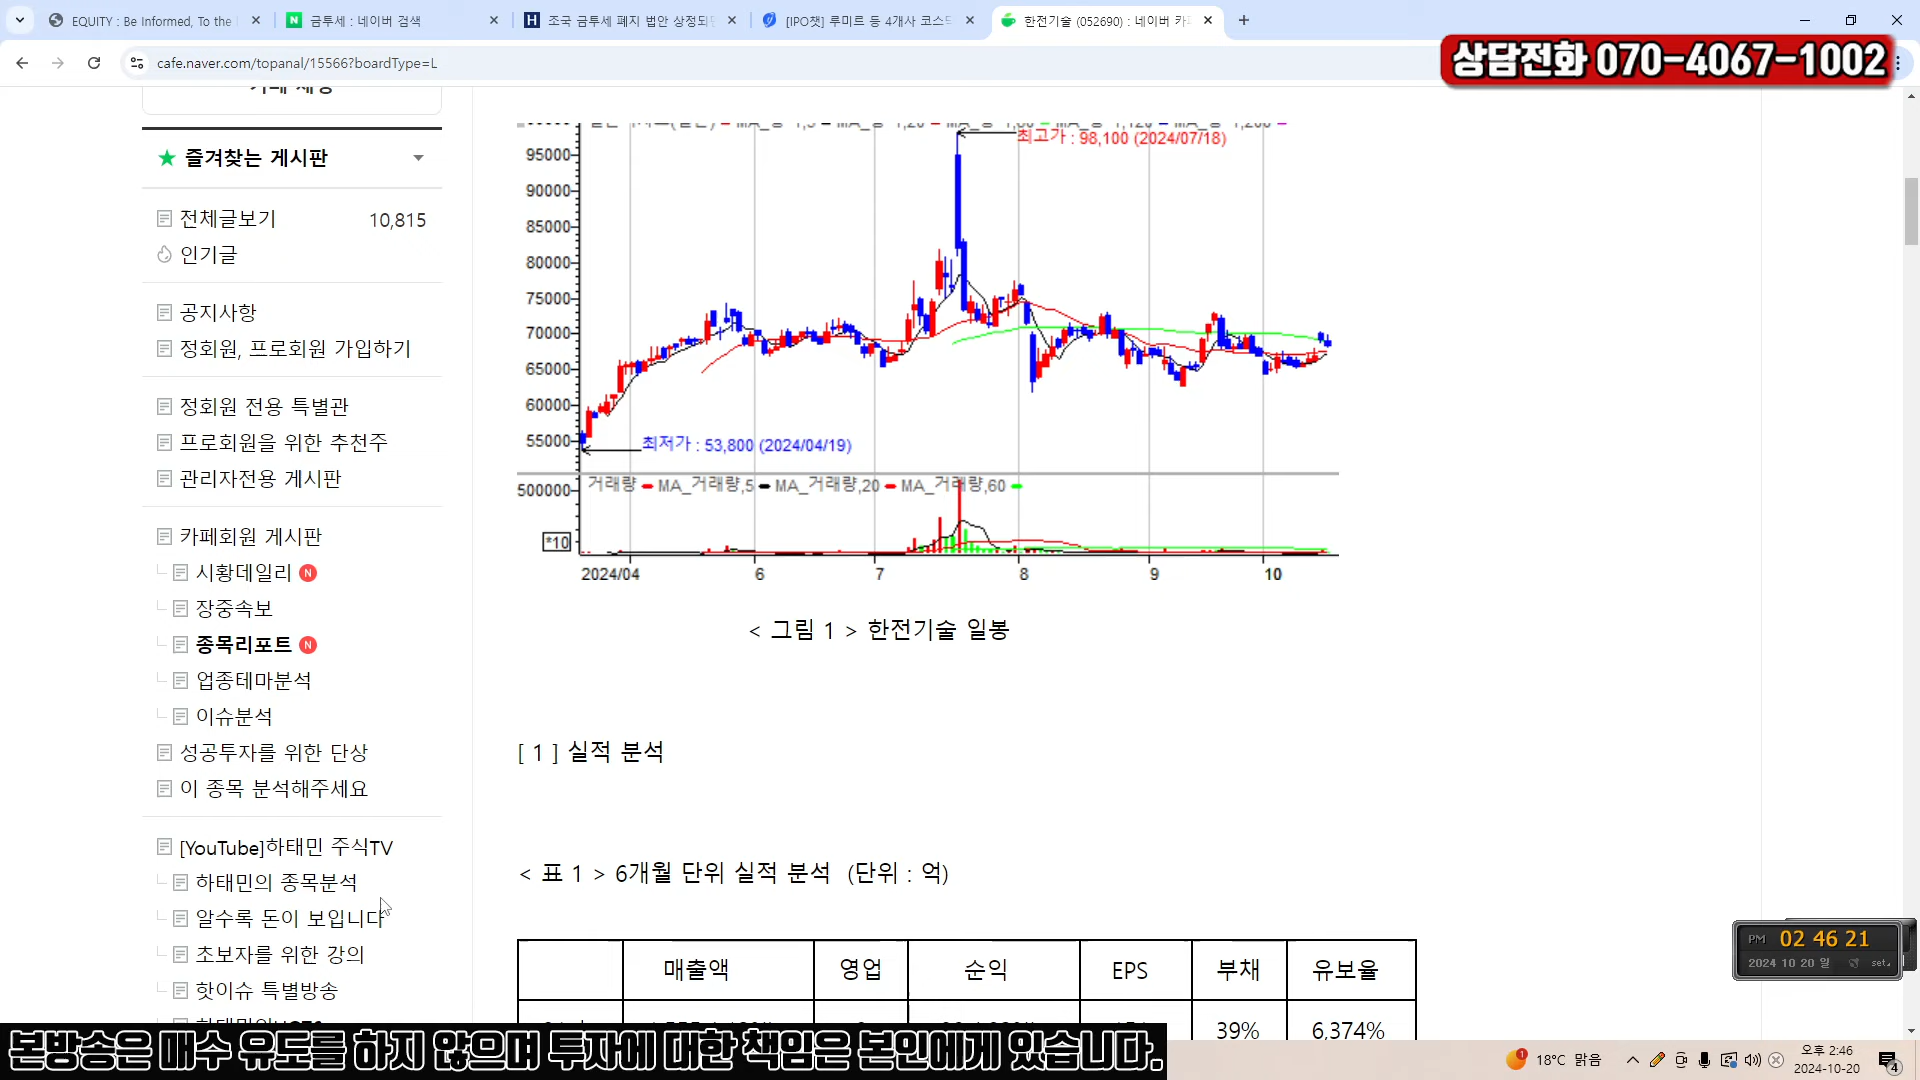 EQUITY : Be Informed, To the
금투세 : 네이버 검색
조국 금투세 폐지 법안 상정되면
[IPO챗] 루미르 등 4개사 코스닥
한전기술 (052690) : 네이버 카페
cafe.naver.com/topanal/15566?boardType=L
상담전화 070-4067-1002
즐겨찾는 게시판
전체글보기 10,815
인기글
공지사항
정회원, 프로회원 가입하기
정회원 전용 특별관
프로회원을 위한 추천주
관리자전용 게시판
카페회원 게시판
시황데일리 N
장중속보
종목리포트 N
업종테마분석
이슈분석
성공투자를 위한 단상
이 종목 분석해주세요
[YouTube]하태민 주식TV
하태민의 종목분석
알수록 돈이 보입니다
초보자를 위한 강의
핫이슈 특별방송
최고가 : 98,100 (2024/07/18)
95000
90000
85000
80000
75000
70000
65000
60000
55000
최저가 : 53,800 (2024/04/19)
500000
거래량 MA_거래량,5 MA_거래량,20 MA_거래량,60
*10
2024/04 6 7 8 9 10
< 그림 1 > 한전기술 일봉
[ 1 ] 실적 분석
< 표 1 > 6개월 단위 실적 분석 (단위 : 억)
매출액 영업 순익 EPS 부채 유보율
39% 6,374%
PM 02 46 21
2024 10 20 일 set
본방송은 매수 유도를 하지 않으며 투자에 대한 책임은 본인에게 있습니다.
1 18°C 맑음
오후 2:46
2024-10-20
4